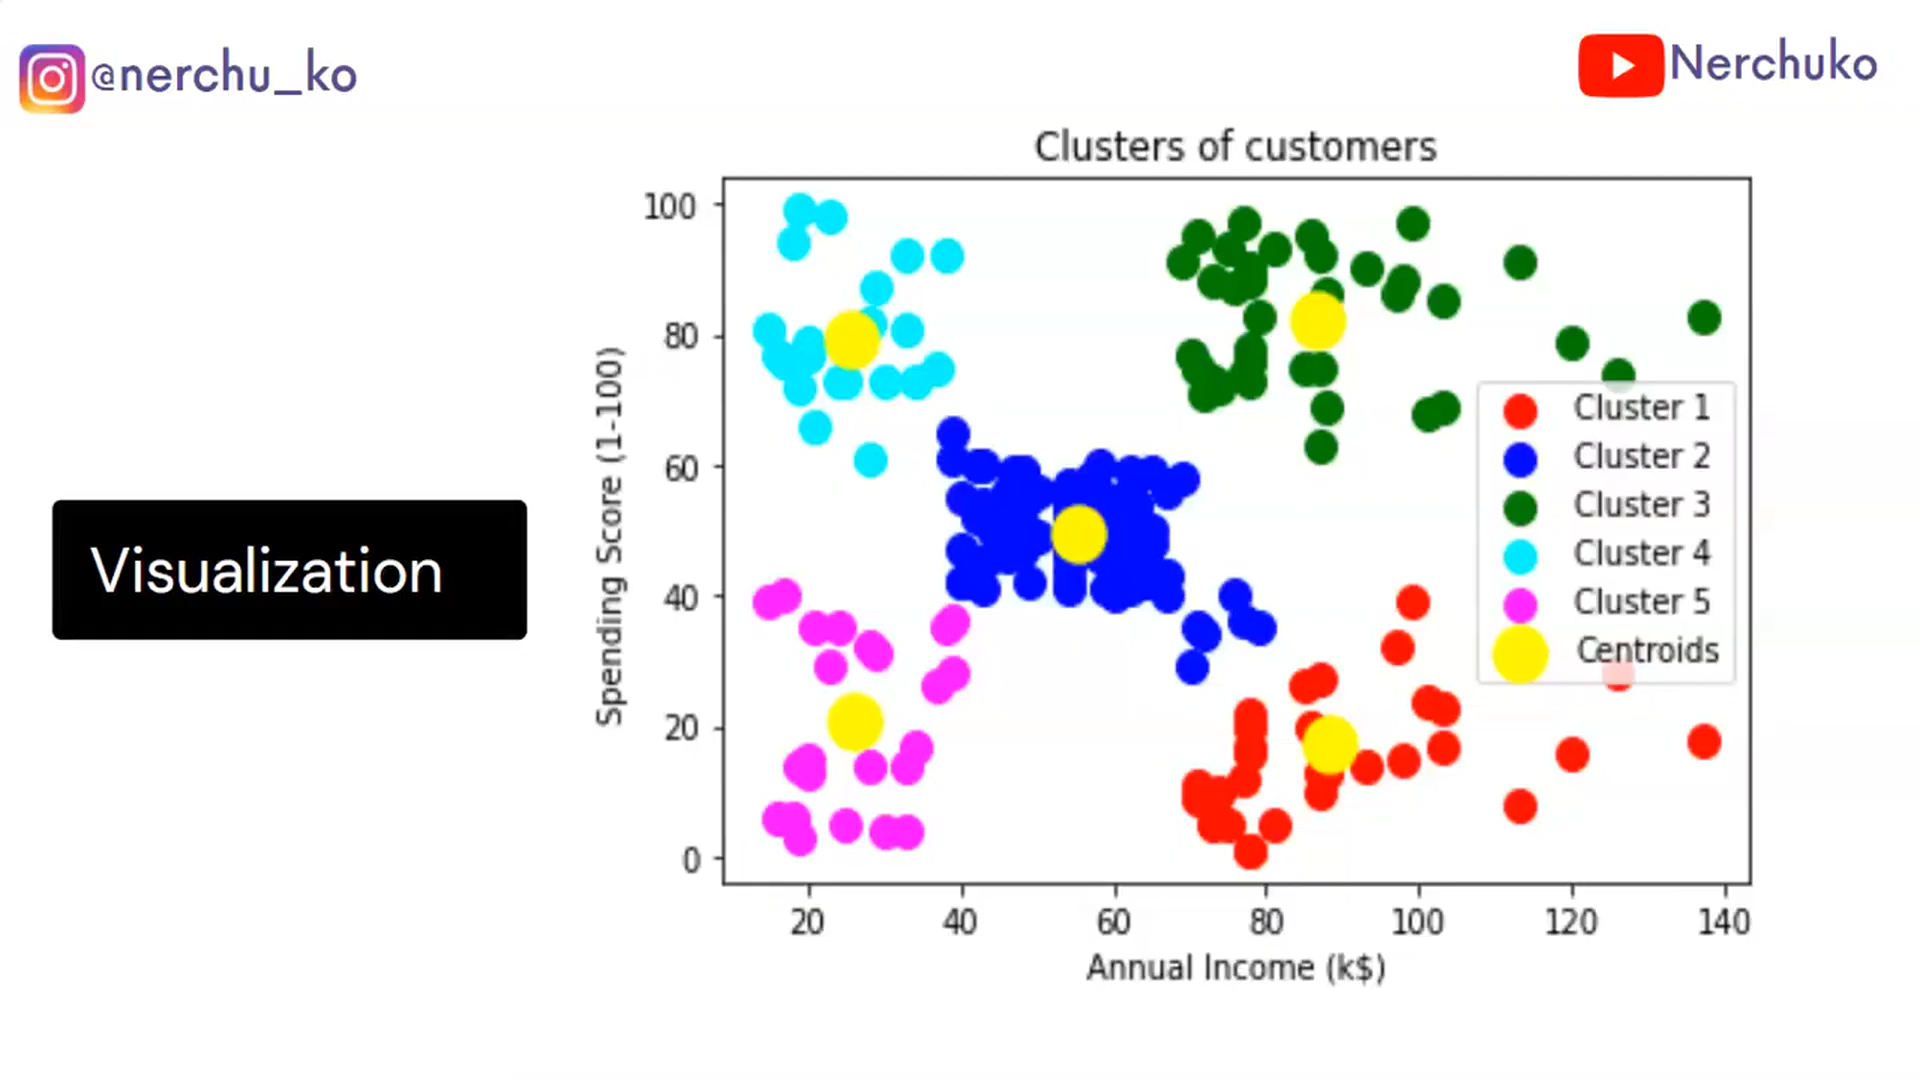 @nerchu_ko
Nerchuko
Clusters of customers
Spending Score (1-100)
100
80
60
40
20
0
Cluster 1
Cluster 2
Cluster 3
Cluster 4
Cluster 5
Centroids
Visualization
20 40 60 80 100 120 140
Annual Income (k$)